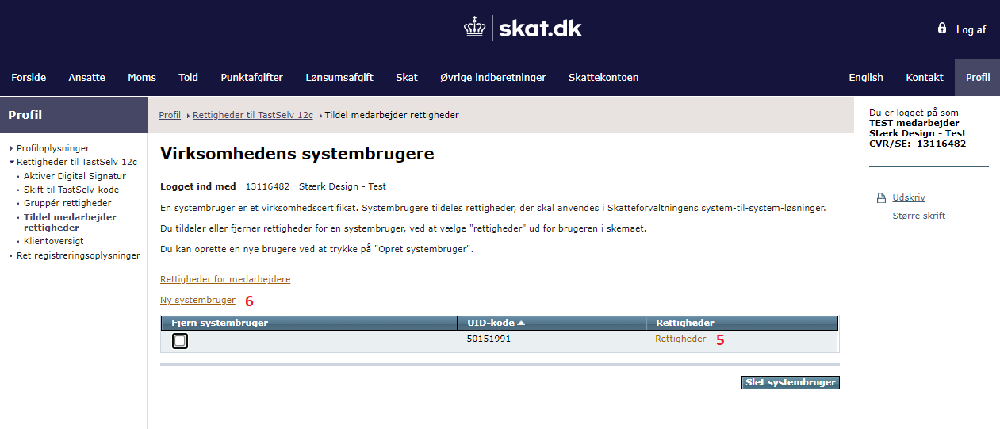 skat.dk
Log af
Forside Ansatte Moms Told Punktafgifter Lønsumsafgift Skat Øvrige indberetninger Skattekontoen English Kontakt Profil
Profil
Profiloplysninger
Rettigheder til TastSelv 12c
Aktiver Digital Signatur
Skift til TastSelv-kode
Gruppér rettigheder
Tildel medarbejder
rettigheder
Klientoversigt
Ret registreringsoplysninger
Profil Rettigheder til TastSelv 12c Tildel medarbejder rettigheder
Virksomhedens systembrugere
Logget ind med 13116482 Stærk Design - Test
En systembruger er et virksomhedscertifikat. Systembrugere tildeles rettigheder, der skal anvendes i Skatteforvaltningens system-til-system-løsninger.
Du tildeler eller fjerner rettigheder for en systembruger, ved at vælge "rettigheder" ud for brugeren i skemaet.
Du kan oprette en nye brugere ved at trykke på "Opret systembruger".
Rettigheder for medarbejdere
Ny systembruger 6
Fjern systembruger UID-kode Rettigheder
50151991 Rettigheder 5
Slet systembruger
Du er logget på som
TEST medarbejder
Stærk Design - Test
CVR/SE: 13116482
Udskriv
Større skrift